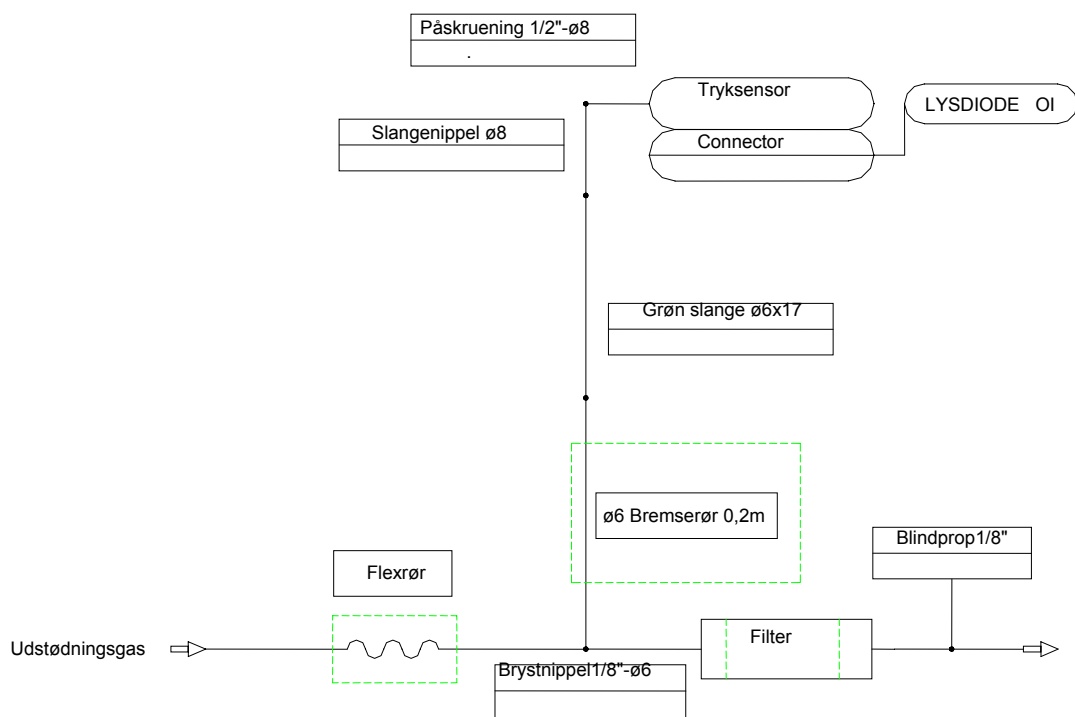 Påskruening 1/2"-ø8
.
Tryksensor
LYSDIODE OI
Slangenippel ø8
Connector
Grøn slange ø6x17
ø6 Bremserør 0,2m
Blindprop1/8"
Flexrør
Udstødningsgas
Filter
Brystnippel1/8"-ø6